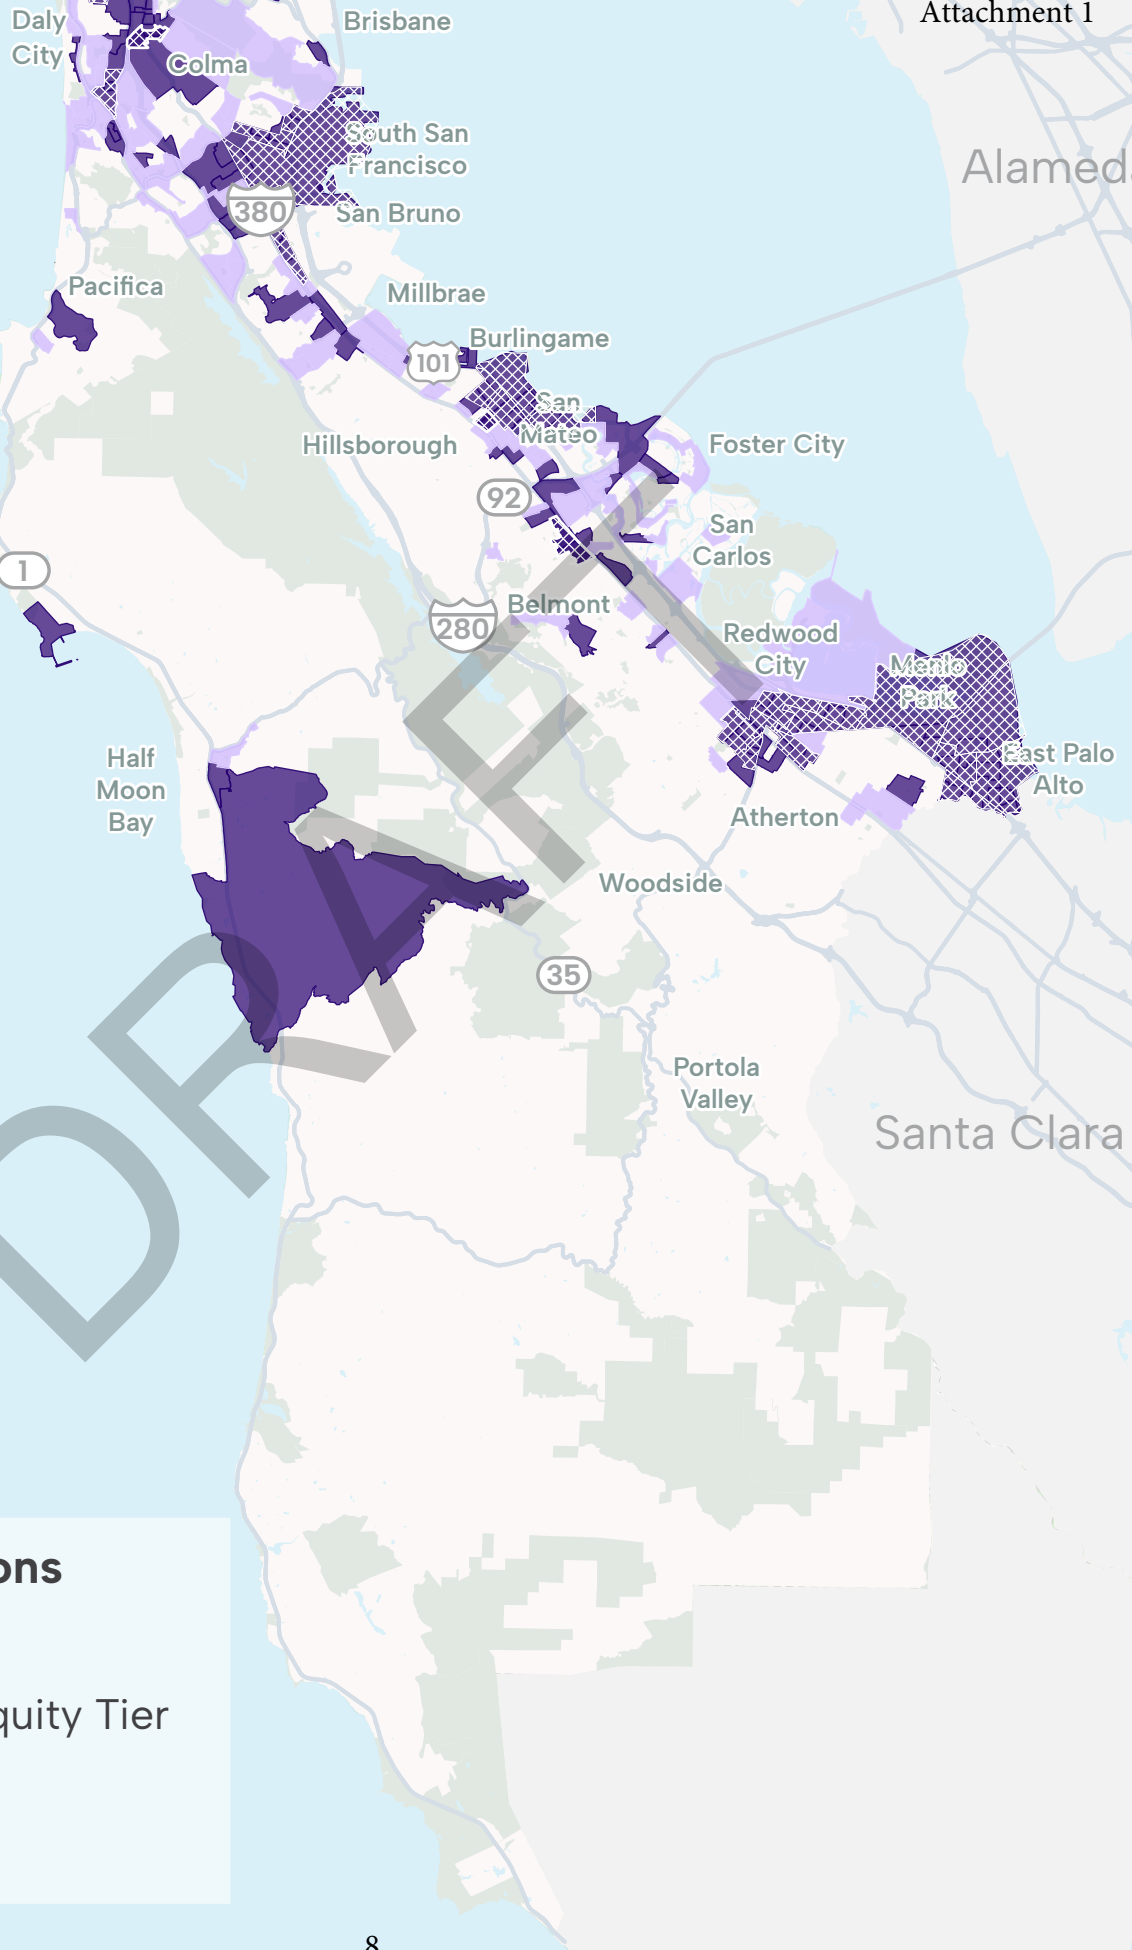 Attachment 1
Daly
City
Brisbane
Colma
South San
Francisco
Alameda
380
San Bruno
Pacifica
Millbrae
Burlingame
101
San
Mateo
Hillsborough
Foster City
92
San
Carlos
1
Belmont
280
Redwood
City
Menlo
Park
Half
Moon
Bay
East Palo
Alto
Atherton
Woodside
35
Portola
Valley
Santa Clara
DRAFT
ons
quity Tier
8